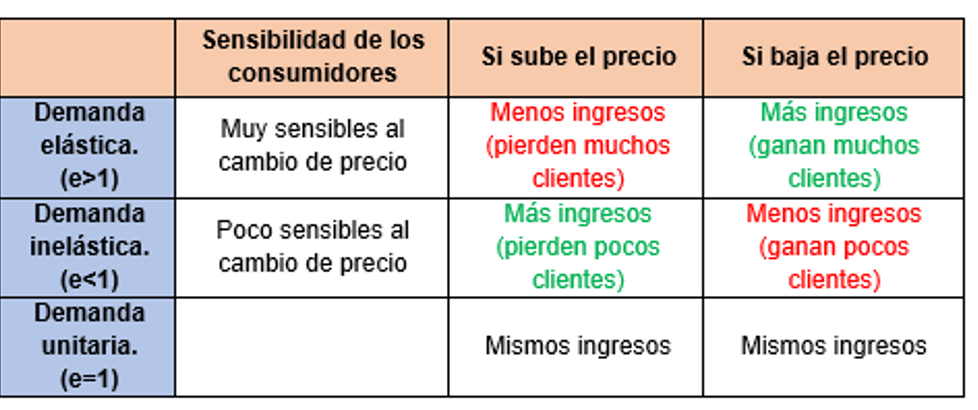 Sensibilidad de los
consumidores
Si sube el precio
Si baja el precio
Demanda
elástica.
(e>1)
Muy sensibles al
cambio de precio
Menos ingresos
(pierden muchos
clientes)
Más ingresos
(ganan muchos
clientes)
Demanda
inelástica.
(e<1)
Poco sensibles al
cambio de precio
Más ingresos
(pierden pocos
clientes)
Menos ingresos
(ganan pocos
clientes)
Demanda
unitaria.
(e=1)
Mismos ingresos
Mismos ingresos